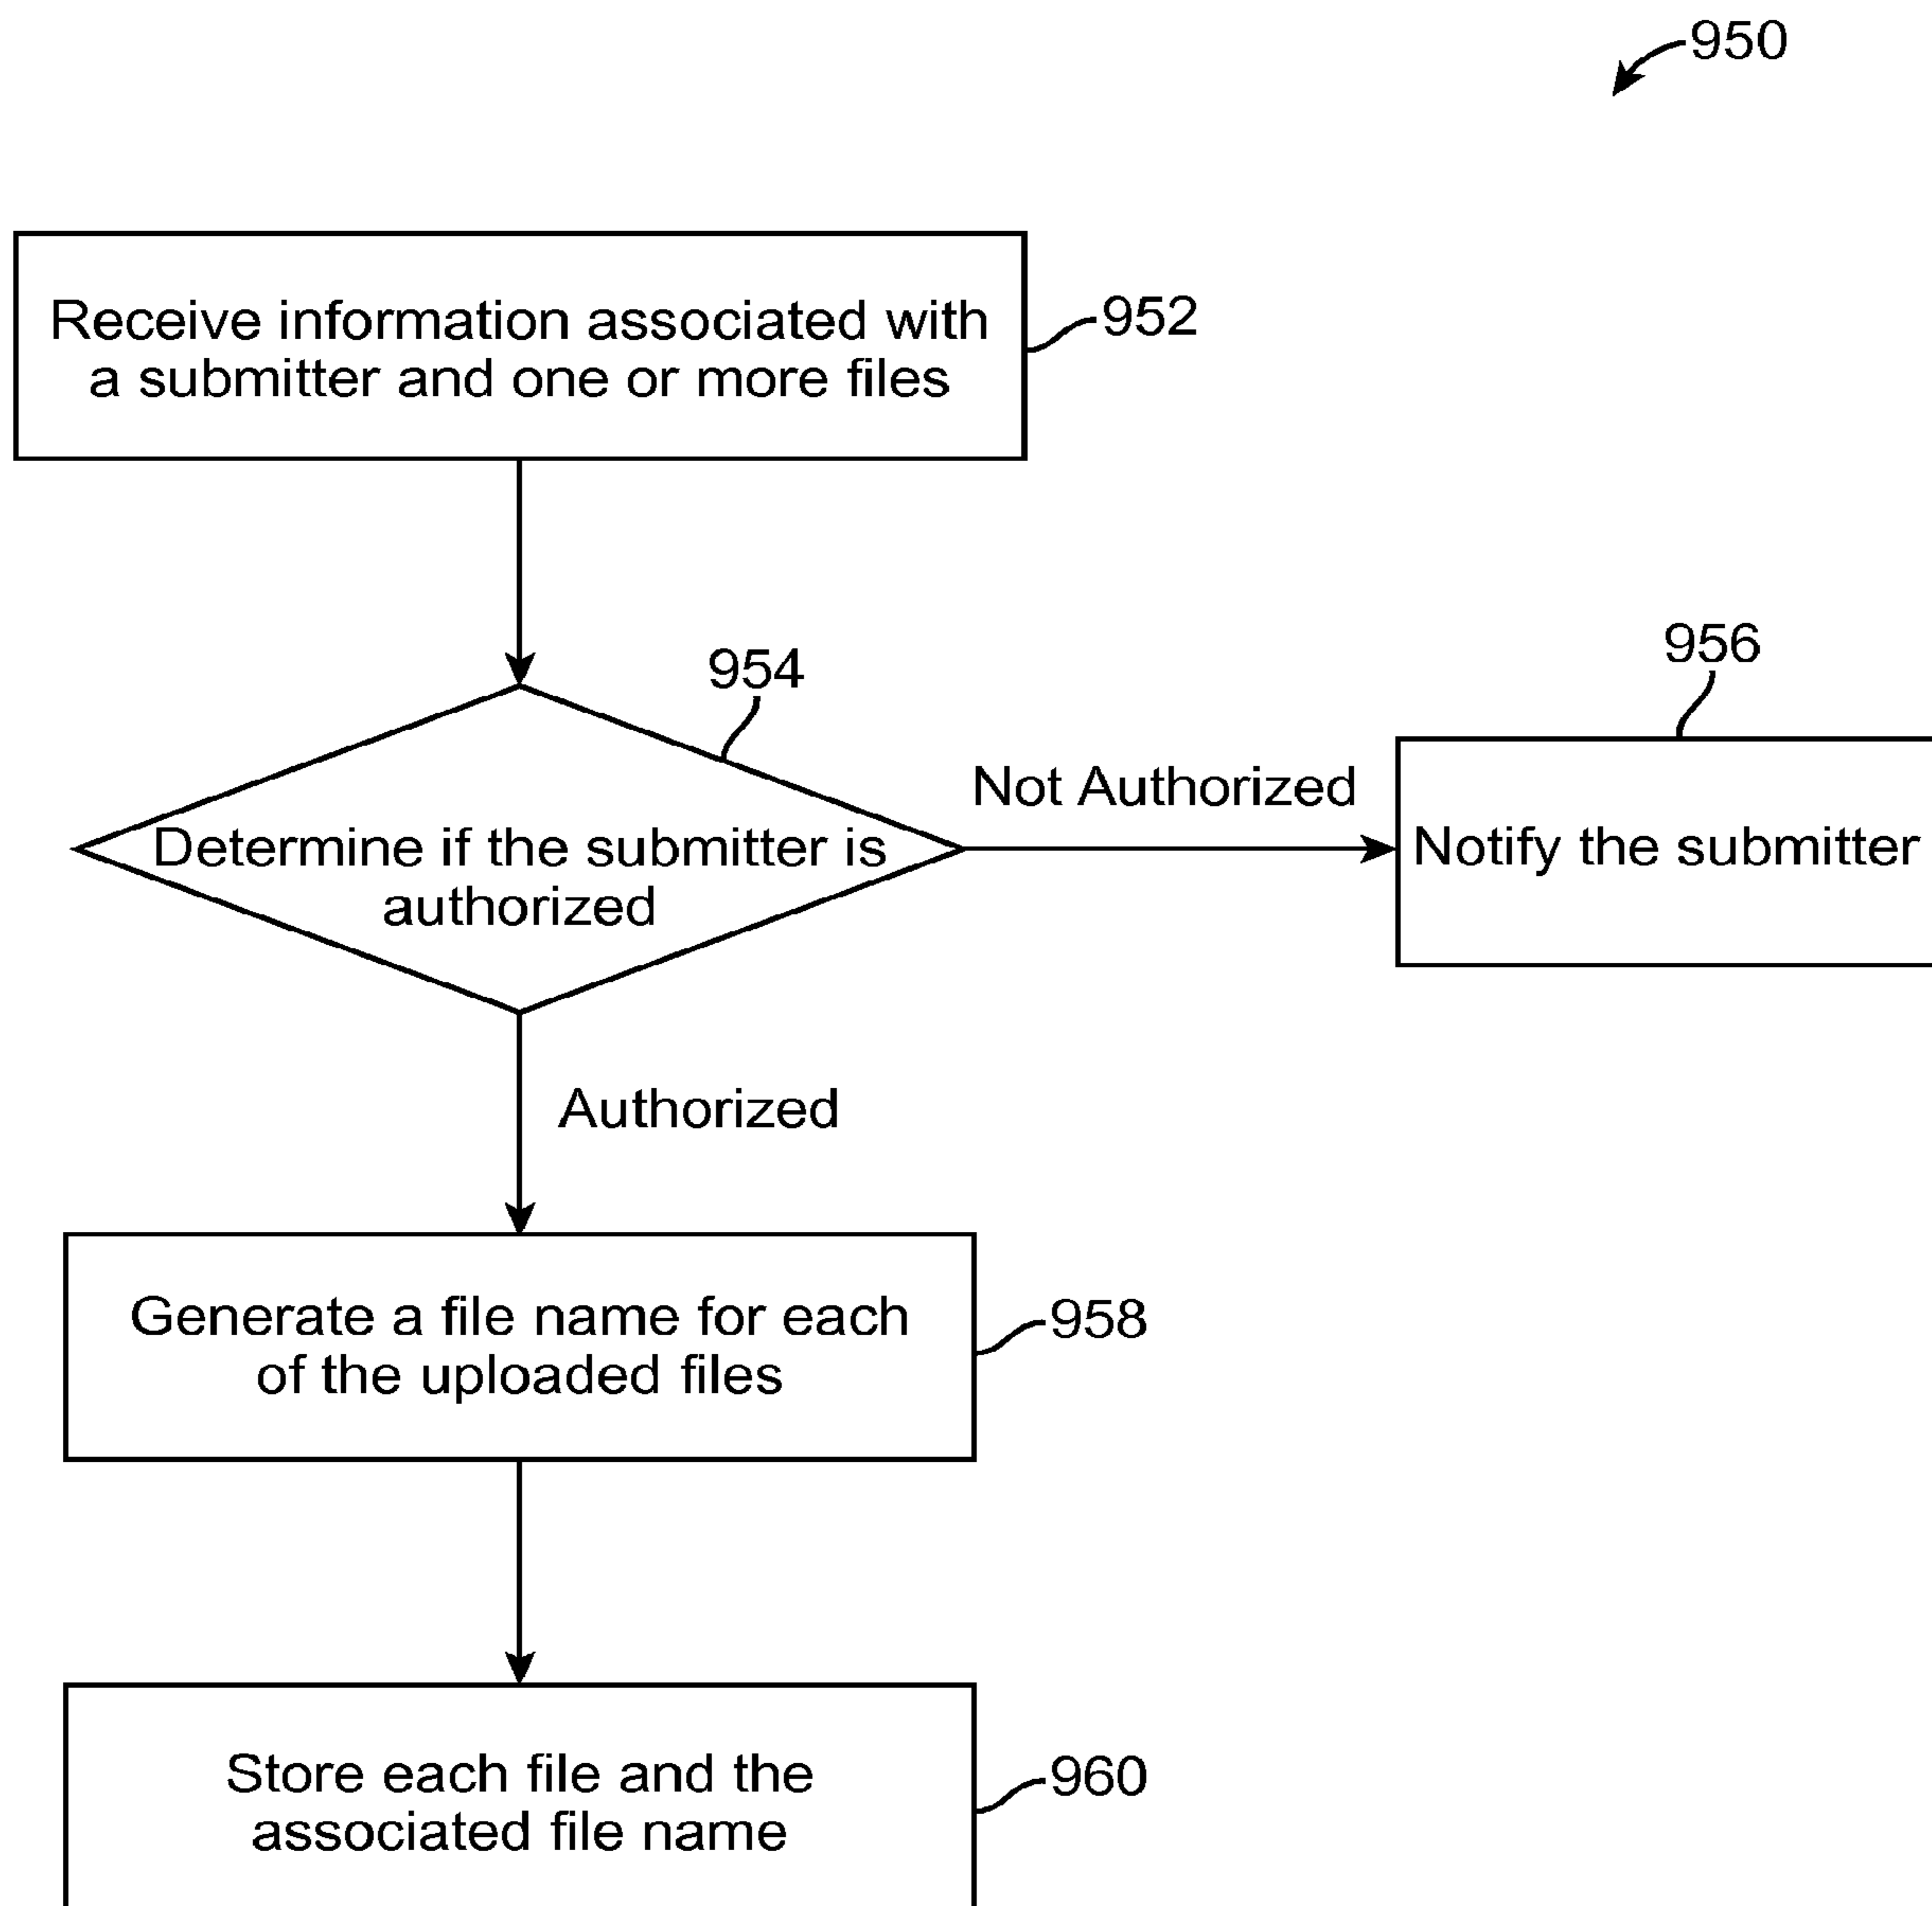 950
Receive information associated with
a submitter and one or more files
952
954
956
Not Authorized
Determine if the submitter is
authorized
Notify the submitter
Authorized
Generate a file name for each
of the uploaded files
958
Store each file and the
associated file name
960